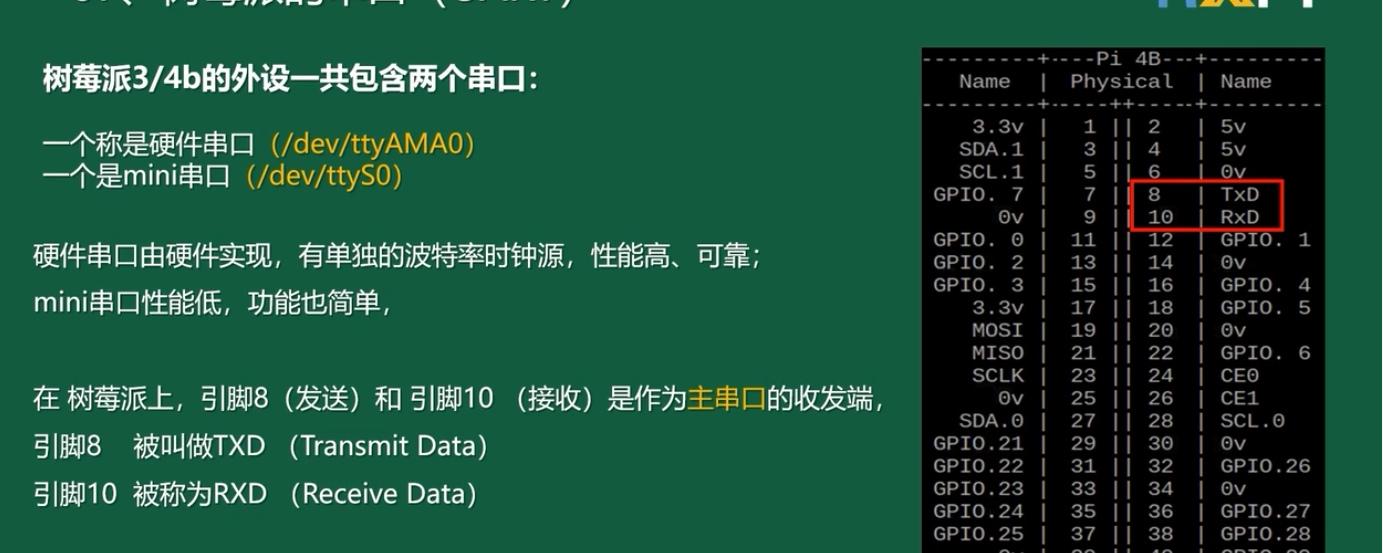 树莓派的串口（UART）
树莓派3/4b的外设一共包含两个串口：
一个称是硬件串口（/dev/ttyAMA0）
一个是mini串口（/dev/ttyS0）
硬件串口由硬件实现，有单独的波特率时钟源，性能高、可靠；
mini串口性能低，功能也简单，
在 树莓派上，引脚8（发送）和 引脚10 （接收）是作为主串口的收发端，
引脚8 被叫做TXD （Transmit Data）
引脚10 被称为RXD （Receive Data）
---------+----Pi 4B---+---------
Name | Physical | Name
---------+----++----+---------
3.3v | 1 || 2 | 5v
SDA.1 | 3 || 4 | 5v
SCL.1 | 5 || 6 | 0v
GPIO. 7 | 7 || 8 | TxD
0v | 9 || 10 | RxD
GPIO. 0 | 11 || 12 | GPIO. 1
GPIO. 2 | 13 || 14 | 0v
GPIO. 3 | 15 || 16 | GPIO. 4
3.3v | 17 || 18 | GPIO. 5
MOSI | 19 || 20 | 0v
MISO | 21 || 22 | GPIO. 6
SCLK | 23 || 24 | CE0
0v | 25 || 26 | CE1
SDA.0 | 27 || 28 | SCL.0
GPIO.21 | 29 || 30 | 0v
GPIO.22 | 31 || 32 | GPIO.26
GPIO.23 | 33 || 34 | 0v
GPIO.24 | 35 || 36 | GPIO.27
GPIO.25 | 37 || 38 | GPIO.28